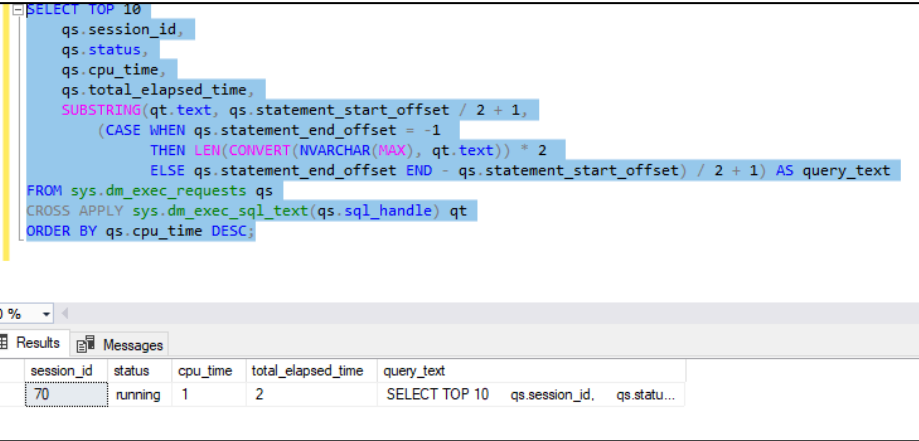 SELECT TOP 10
qs.session_id,
qs.status,
qs.cpu_time,
qs.total_elapsed_time,
SUBSTRING(qt.text, qs.statement_start_offset / 2 + 1,
(CASE WHEN qs.statement_end_offset = -1
THEN LEN(CONVERT(NVARCHAR(MAX), qt.text)) * 2
ELSE qs.statement_end_offset END - qs.statement_start_offset) / 2 + 1) AS query_text
FROM sys.dm_exec_requests qs
CROSS APPLY sys.dm_exec_sql_text(qs.sql_handle) qt
ORDER BY qs.cpu_time DESC;
0 %
Results Messages
session_id status cpu_time total_elapsed_time query_text
70 running 1 2 SELECT TOP 10 qs.session_id, qs.statu...